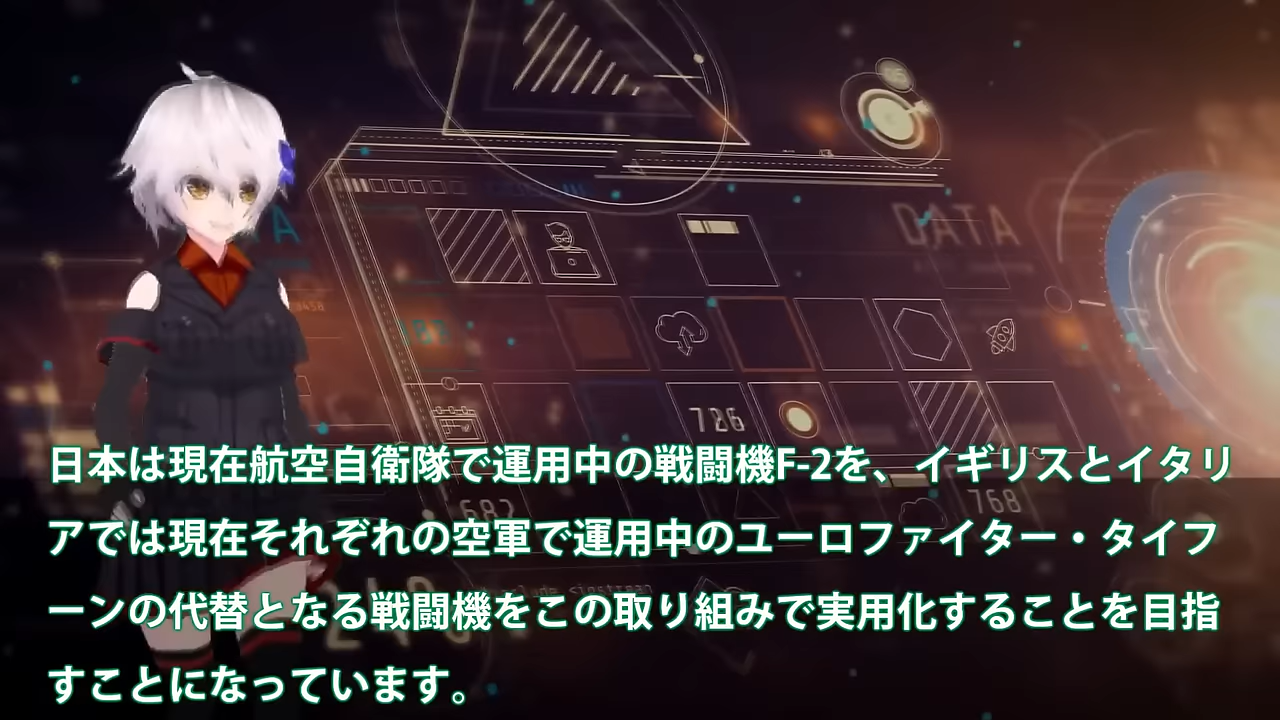 DATA
786
768
682
日本は現在航空自衛隊で運用中の戦闘機F-2を、イギリスとイタリ
アでは現在それぞれの空軍で運用中のユーロファイター・タイフ
ーンの代替となる戦闘機をこの取り組みで実用化することを目指
すことになっています。